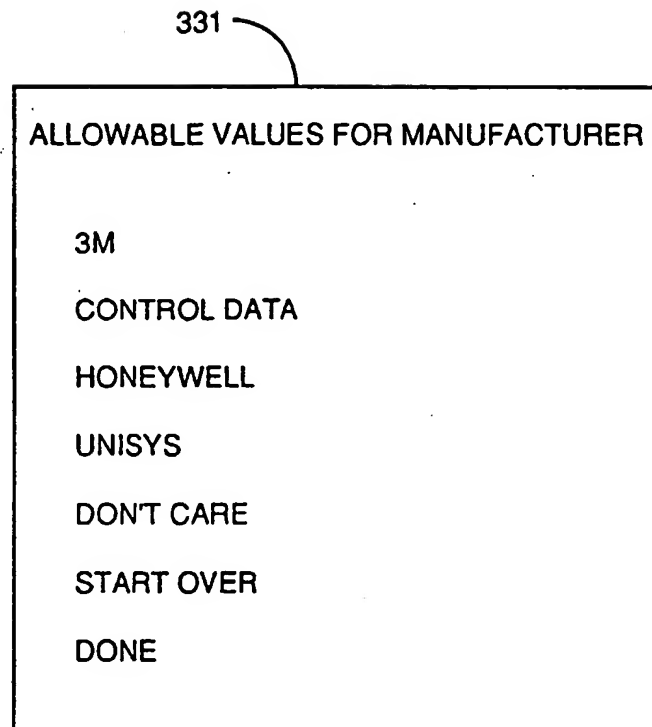 331
ALLOWABLE VALUES FOR MANUFACTURER
3M
CONTROL DATA
HONEYWELL
UNISYS
DON'T CARE
START OVER
DONE